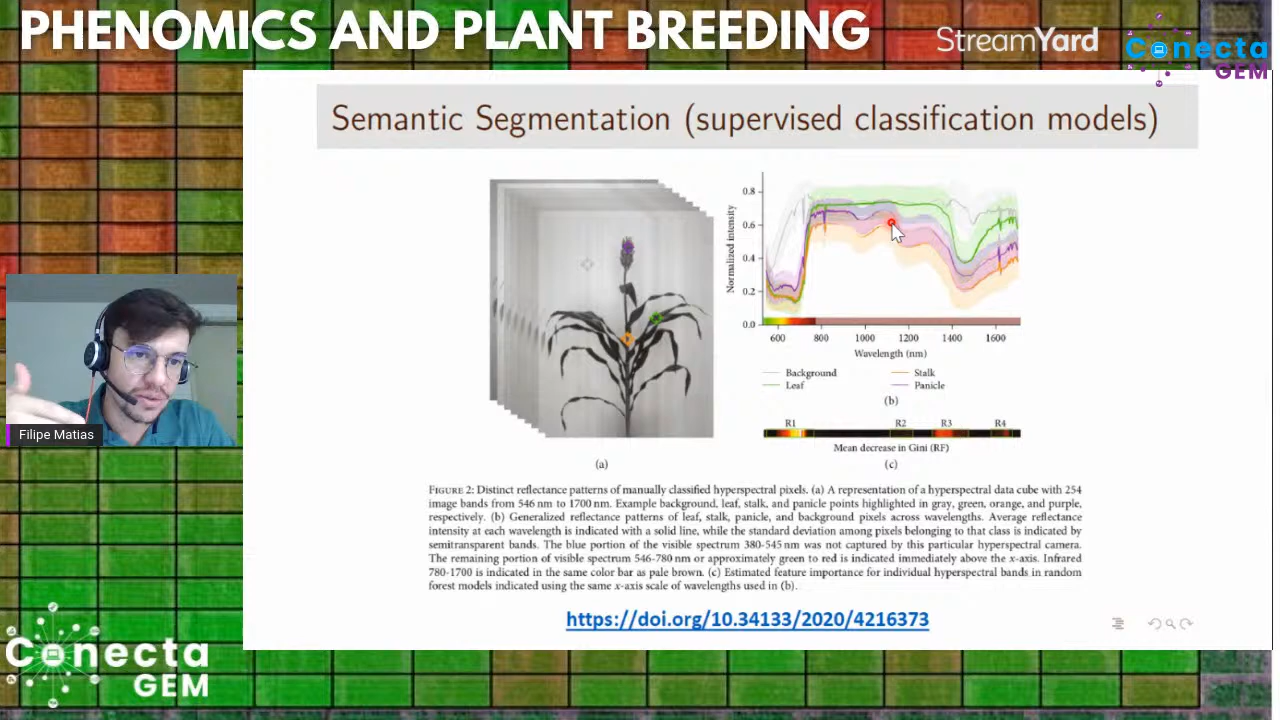 PHENOMICS AND PLANT BREEDING
StreamYard
Conecta
GEM
Semantic Segmentation (supervised classification models)
Normalized intensity
0.8
0.6
0.4
0.2
0.0
600 800 1000 1200 1400 1600
Wavelength (nm)
Background Stalk
Leaf Panicle
(b)
R1 R2 R3 R4
Mean decrease in Gini (RF)
(a) (c)
FIGURE 2: Distinct reflectance patterns of manually classified hyperspectral pixels. (a) A representation of a hyperspectral data cube with 254
image bands from 546 nm to 1700 nm. Example background, leaf, stalk, and panicle points highlighted in gray, green, orange, and purple,
respectively. (b) Generalized reflectance patterns of leaf, stalk, panicle, and background pixels across wavelengths. Average reflectance
intensity at each wavelength is indicated with a solid line, while the standard deviation among pixels belonging to that class is indicated by
semitransparent bands. The blue portion of the visible spectrum 380-545 nm was not captured by this particular hyperspectral camera.
The remaining portion of visible spectrum 546-780 nm or approximately green to red is indicated immediately above the x-axis. Infrared
780-1700 is indicated in the same color bar as pale brown. (c) Estimated feature importance for individual hyperspectral bands in random
forest models indicated using the same x-axis scale of wavelengths used in (b).
https://doi.org/10.34133/2020/4216373
Filipe Matias
Conecta
GEM